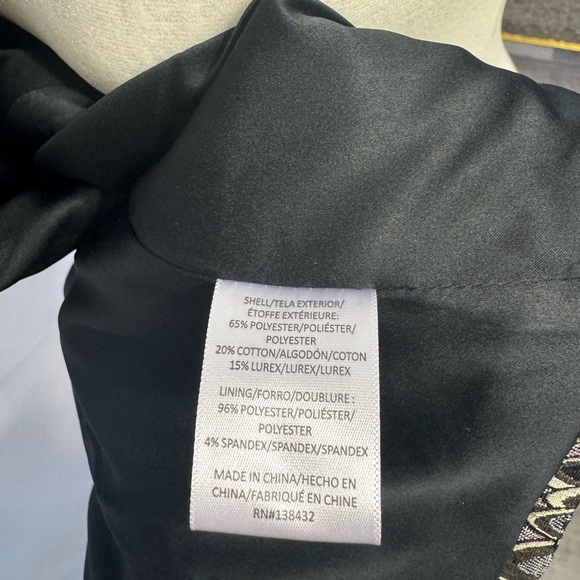 SHELL/TELA EXTERIOR/
ÉTOFFE EXTÉRIEURE:
65% POLYESTER/POLIÉSTER/
POLYESTER
20% COTTON/ALGODÓN/COTON
15% LUREX/LUREX/LUREX
LINING/FORRO/DOUBLURE :
96% POLYESTER/POLIÉSTER/
POLYESTER
4% SPANDEX/SPANDEX/SPANDEX
MADE IN CHINA/HECHO EN
CHINA/FABRIQUÉ EN CHINE
RN#138432